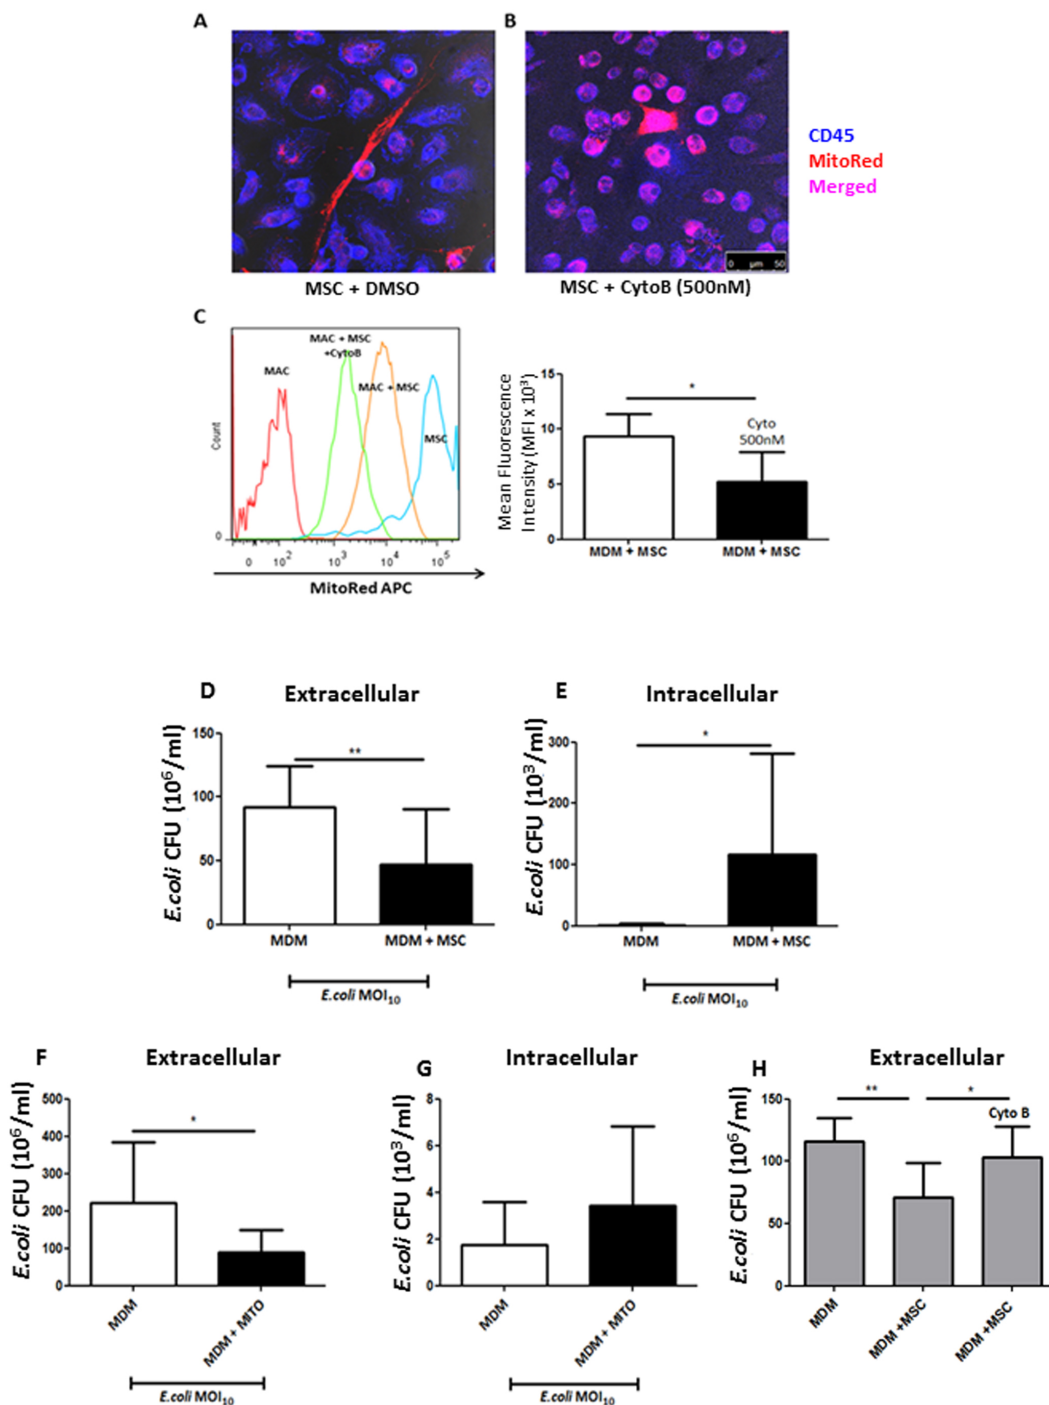 A
B
CD45
MitoRed
Merged
0 µm 50
MSC + DMSO
MSC + CytoB (500nM)
C
MAC + MSC
+CytoB
MAC
MAC + MSC
MSC
Count
0
0 10² 10³ 10⁴ 10⁵
MitoRed APC
Mean Fluorescence
Intensity (MFI x 10³)
15
10
5
0
*
Cyto
500nM
MDM + MSC MDM + MSC
D Extracellular
E.coli CFU (10⁶/ml)
150
100
50
0
**
MDM MDM + MSC
E.coli MOI₁₀
E Intracellular
E.coli CFU (10³/ml)
300
200
100
0
*
MDM MDM + MSC
E.coli MOI₁₀
F Extracellular
E.coli CFU (10⁶/ml)
500
400
300
200
100
0
*
MDM MDM + MITO
E.coli MOI₁₀
G Intracellular
E.coli CFU (10³/ml)
8
6
4
2
0
MDM MDM + MITO
E.coli MOI₁₀
H Extracellular
E.coli CFU (10⁶/ml)
150
100
50
0
** *
Cyto B
MDM MDM +MSC MDM +MSC